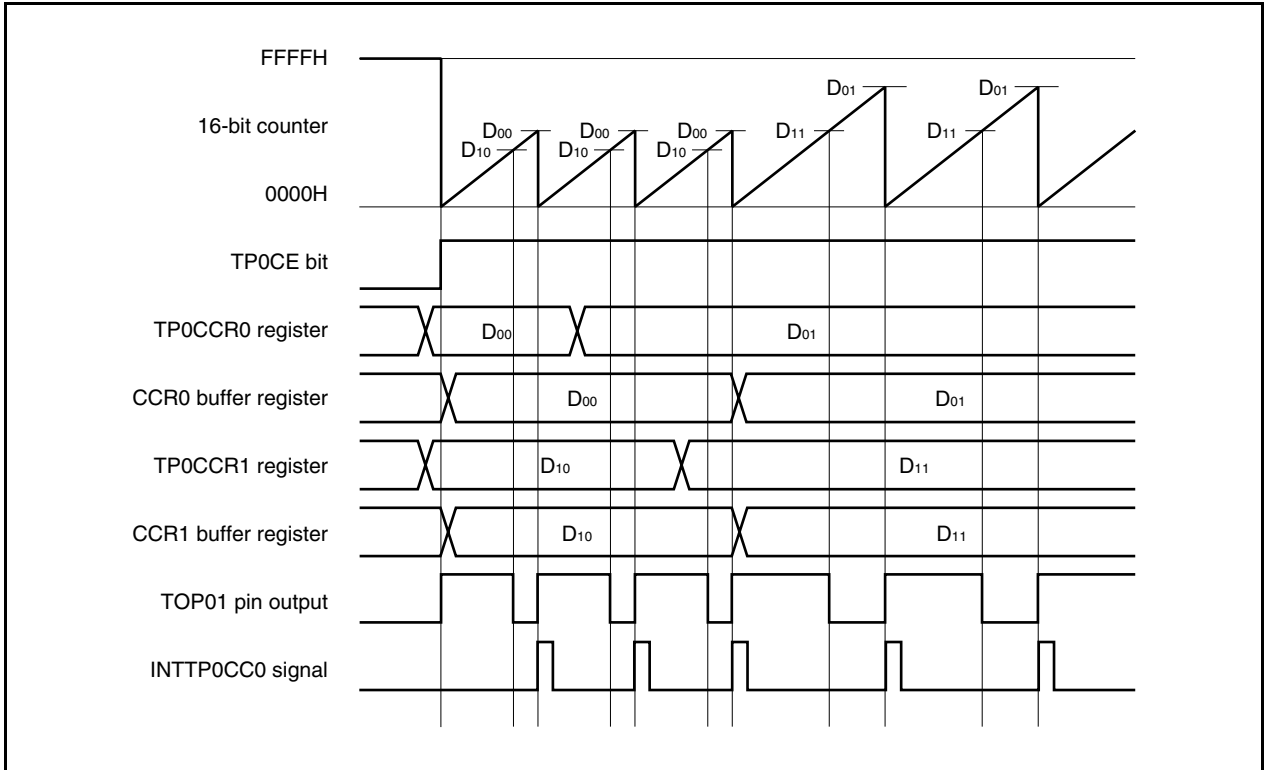 FFFFH
16-bit counter
0000H
D00 D00 D00 D01 D01
D10 D10 D10 D11 D11
TP0CE bit
TP0CCR0 register D00 D01
CCR0 buffer register D00 D01
TP0CCR1 register D10 D11
CCR1 buffer register D10 D11
TOP01 pin output
INTTP0CC0 signal